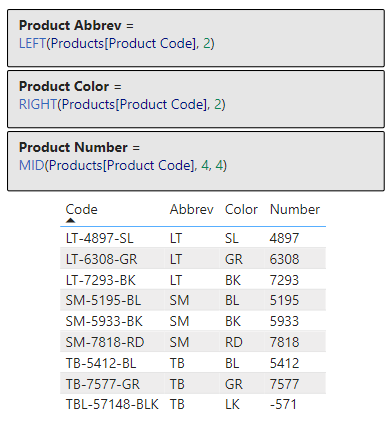 Product Abbrev =
LEFT(Products[Product Code], 2)
Product Color =
RIGHT(Products[Product Code], 2)
Product Number =
MID(Products[Product Code], 4, 4)
Code Abbrev Color Number
LT-4897-SL LT SL 4897
LT-6308-GR LT GR 6308
LT-7293-BK LT BK 7293
SM-5195-BL SM BL 5195
SM-5933-BK SM BK 5933
SM-7818-RD SM RD 7818
TB-5412-BL TB BL 5412
TB-7577-GR TB GR 7577
TBL-57148-BLK TB LK -571